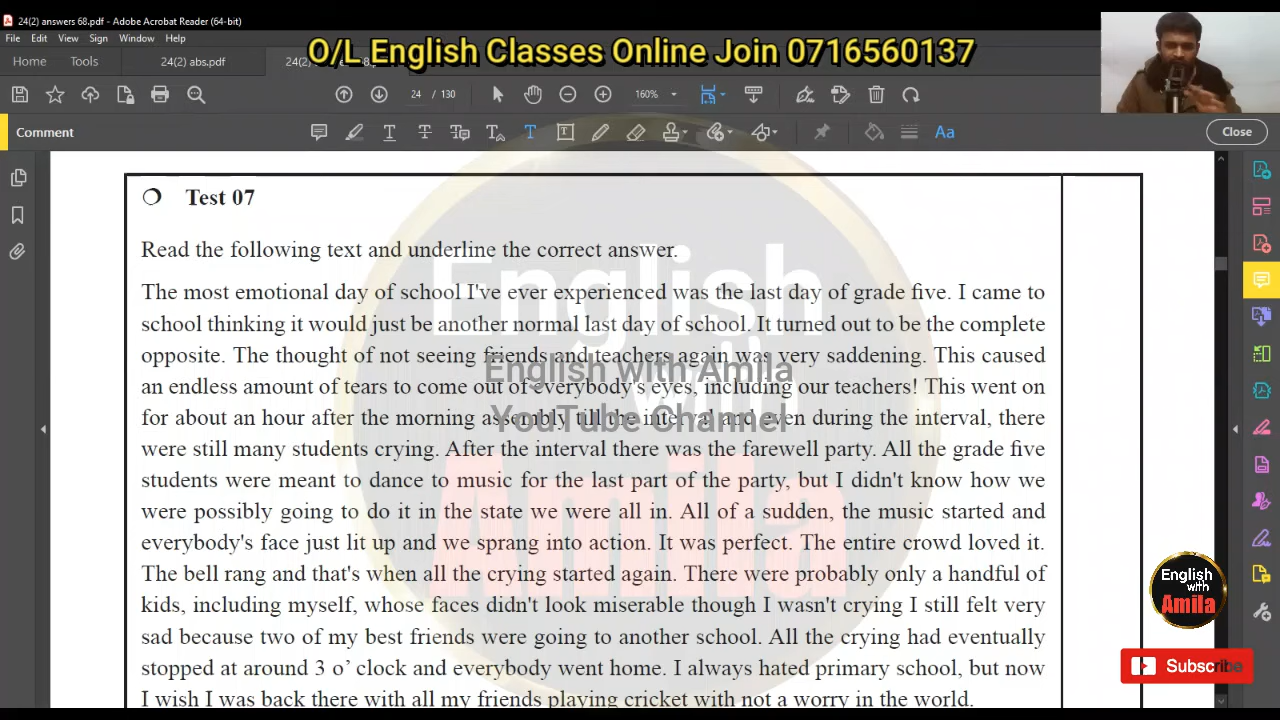 24(2) answers 68.pdf - Adobe Acrobat Reader (64-bit)
File Edit View Sign Window Help
O/L English Classes Online Join 0716560137
Home Tools 24(2) abs.pdf
24 / 130 160%
Comment Close
Test 07
Read the following text and underline the correct answer.
The most emotional day of school I've ever experienced was the last day of grade five. I came to
school thinking it would just be another normal last day of school. It turned out to be the complete
opposite. The thought of not seeing friends and teachers again was very saddening. This caused
an endless amount of tears to come out of everybody's eyes, including our teachers! This went on
for about an hour after the morning assembly till the interval and even during the interval, there
were still many students crying. After the interval there was the farewell party. All the grade five
students were meant to dance to music for the last part of the party, but I didn't know how we
were possibly going to do it in the state we were all in. All of a sudden, the music started and
everybody's face just lit up and we sprang into action. It was perfect. The entire crowd loved it.
The bell rang and that's when all the crying started again. There were probably only a handful of
kids, including myself, whose faces didn't look miserable though I wasn't crying I still felt very
sad because two of my best friends were going to another school. All the crying had eventually
stopped at around 3 o’ clock and everybody went home. I always hated primary school, but now
I wish I was back there with all my friends playing cricket with not a worry in the world.
English with Amila
YouTube Channel
English
with
Amila
English
with
Amila
Subscribe